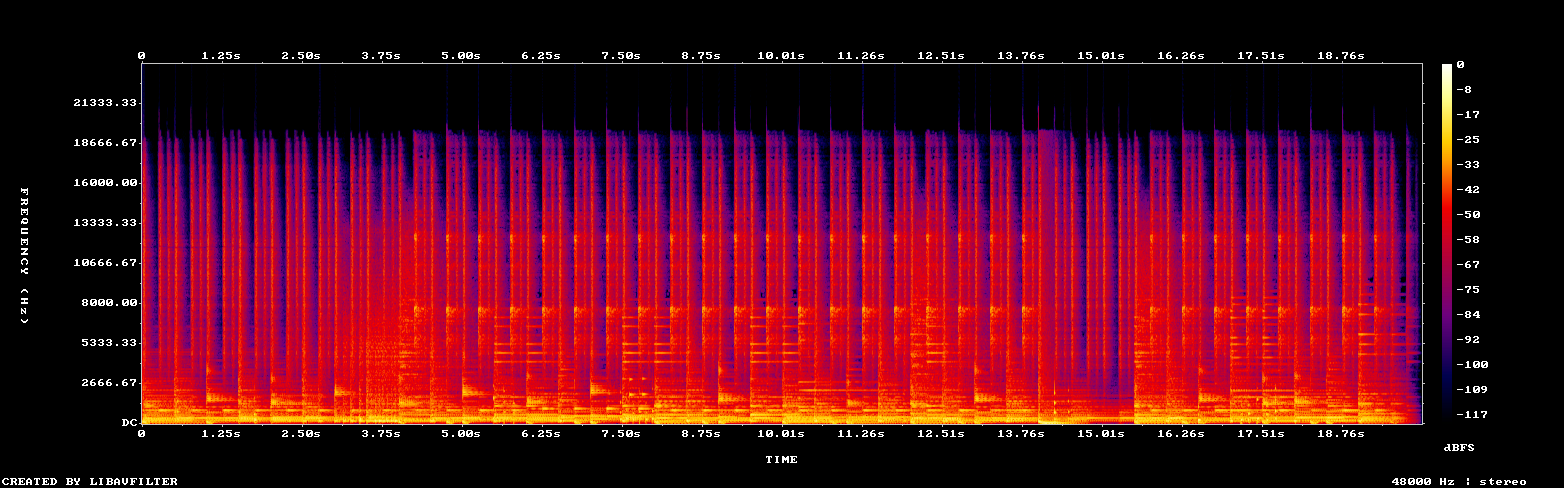 0 1.25s 2.50s 3.75s 5.00s 6.25s 7.50s 8.75s 10.01s 11.26s 12.51s 13.76s 15.01s 16.26s 17.51s 18.76s
0
-8
-17
-25
-33
-42
-50
-58
-67
-75
-84
-92
-100
-109
-117
dBFS
21333.33
18666.67
16000.00
13333.33
10666.67
8000.00
5333.33
2666.67
DC
FREQUENCY (Hz)
0 1.25s 2.50s 3.75s 5.00s 6.25s 7.50s 8.75s 10.01s 11.26s 12.51s 13.76s 15.01s 16.26s 17.51s 18.76s
TIME
CREATED BY LIBAVFILTER
48000 Hz | stereo